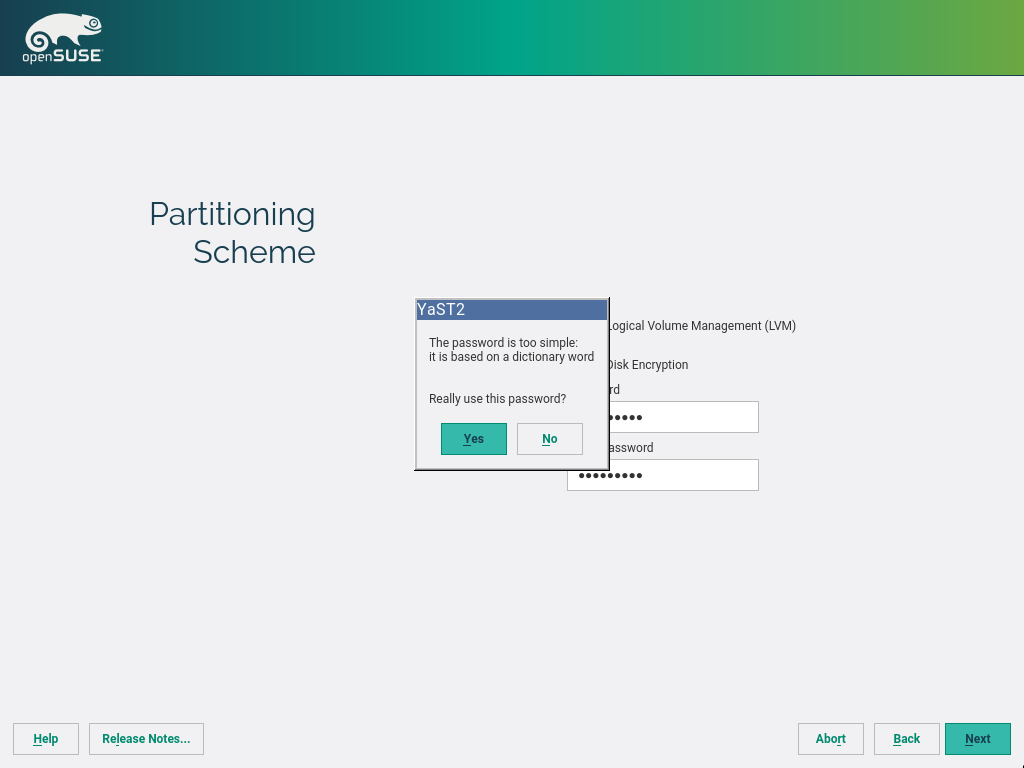 openSUSE
Partitioning
Scheme
YaST2
The password is too simple:
it is based on a dictionary word
Really use this password?
Yes
No
Logical Volume Management (LVM)
Disk Encryption
rd
●●●●●
assword
●●●●●●●●●
Help
Release Notes...
Abort
Back
Next